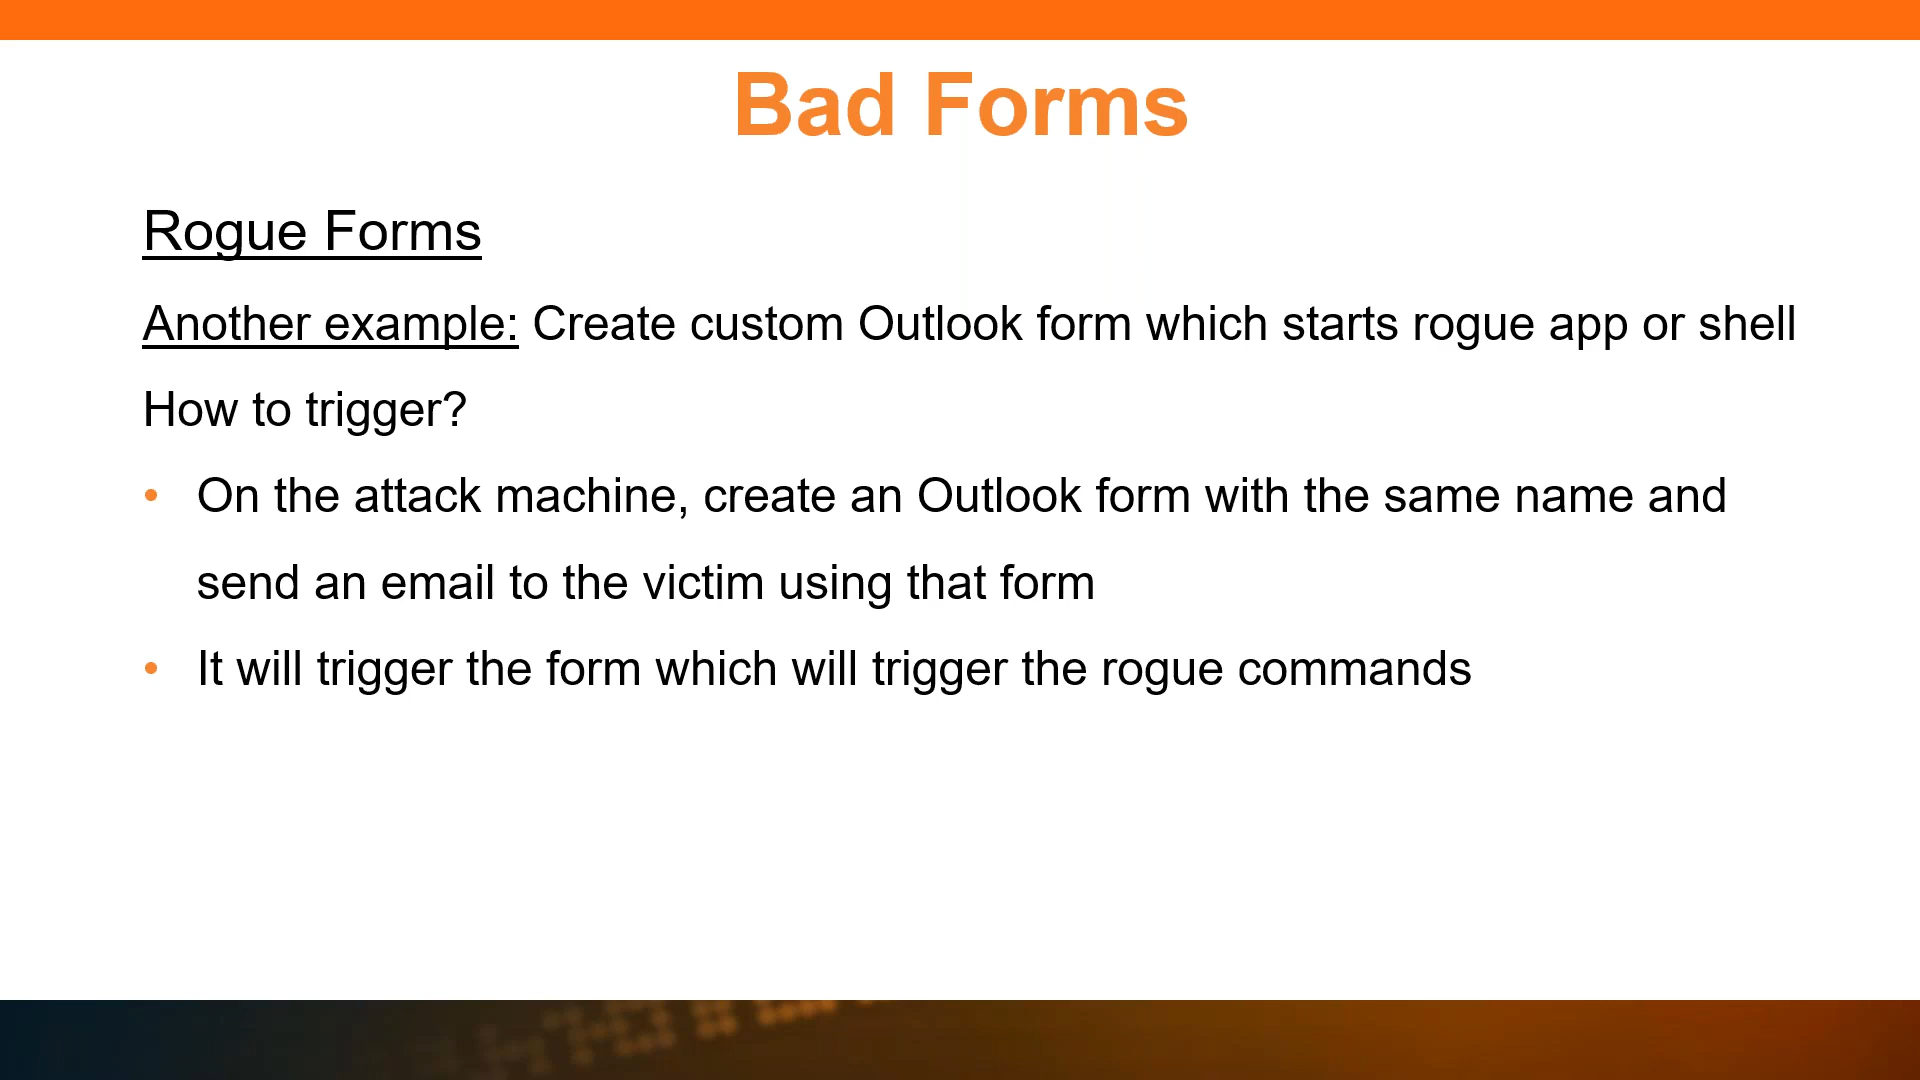 Bad Forms
Rogue Forms
Another example: Create custom Outlook form which starts rogue app or shell
How to trigger?
• On the attack machine, create an Outlook form with the same name and
send an email to the victim using that form
• It will trigger the form which will trigger the rogue commands